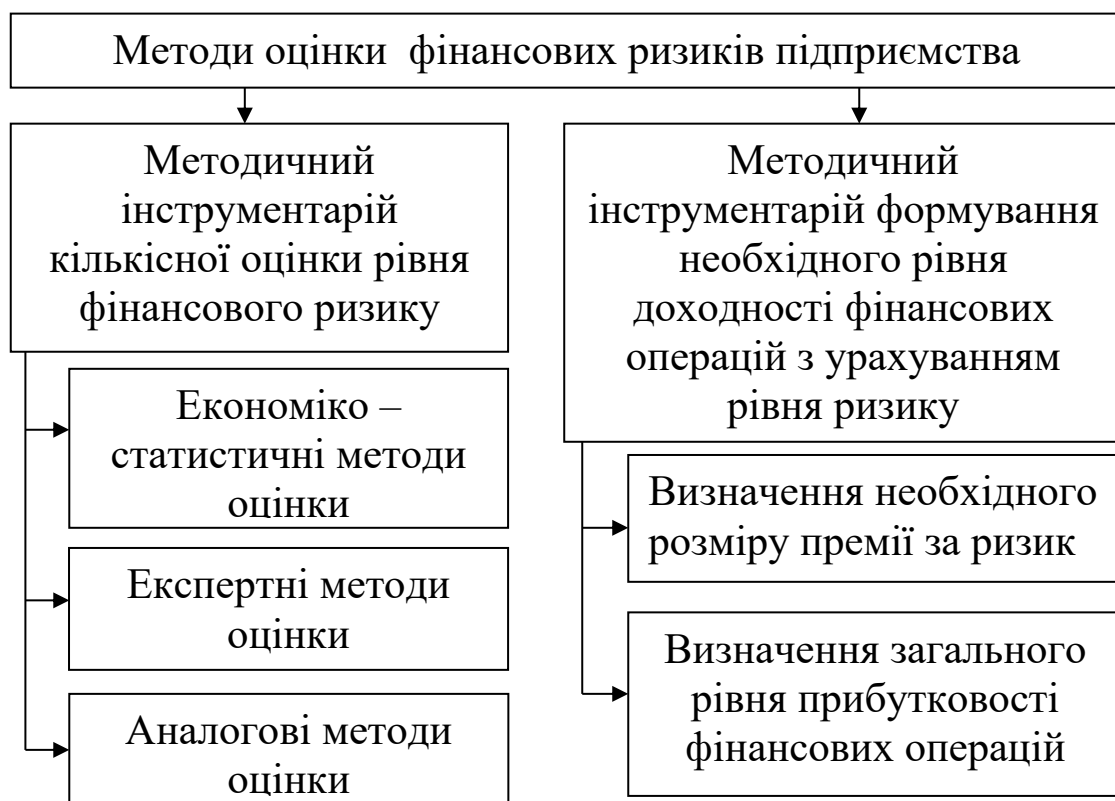 Методи оцінки фінансових ризиків підприємства
Методичний
інструментарій
кількісної оцінки рівня
фінансового ризику
Економіко –
статистичні методи
оцінки
Експертні методи
оцінки
Аналогові методи
оцінки
Методичний
інструментарій формування
необхідного рівня
доходності фінансових
операцій з урахуванням
рівня ризику
Визначення необхідного
розміру премії за ризик
Визначення загального
рівня прибутковості
фінансових операцій